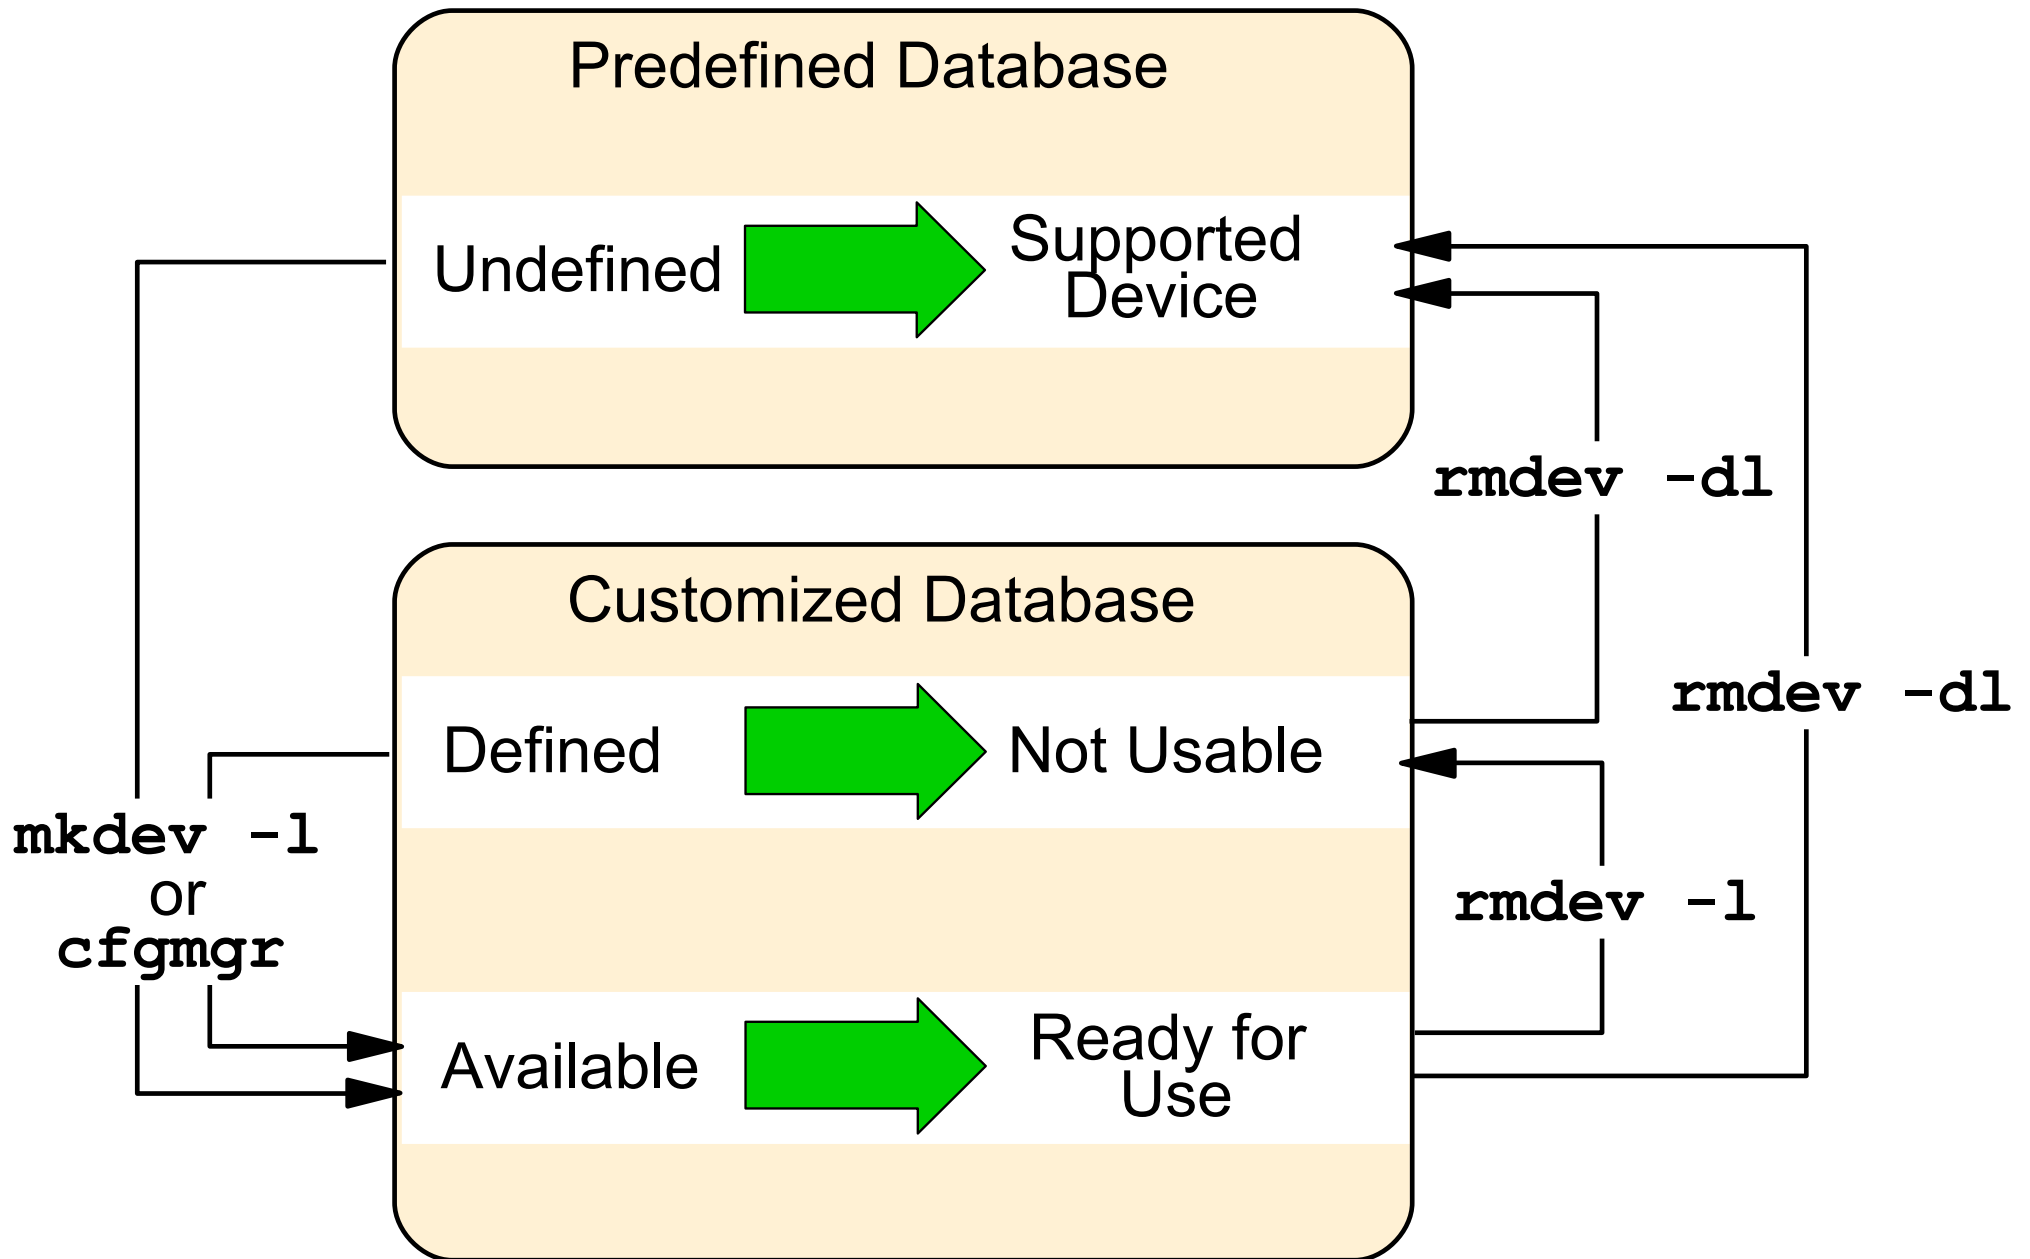 Predefined Database
Undefined
Supported
Device
rmdev -dl
Customized Database
rmdev -dl
Defined
Not Usable
mkdev -l
or
cfgmgr
rmdev -l
Available
Ready for
Use